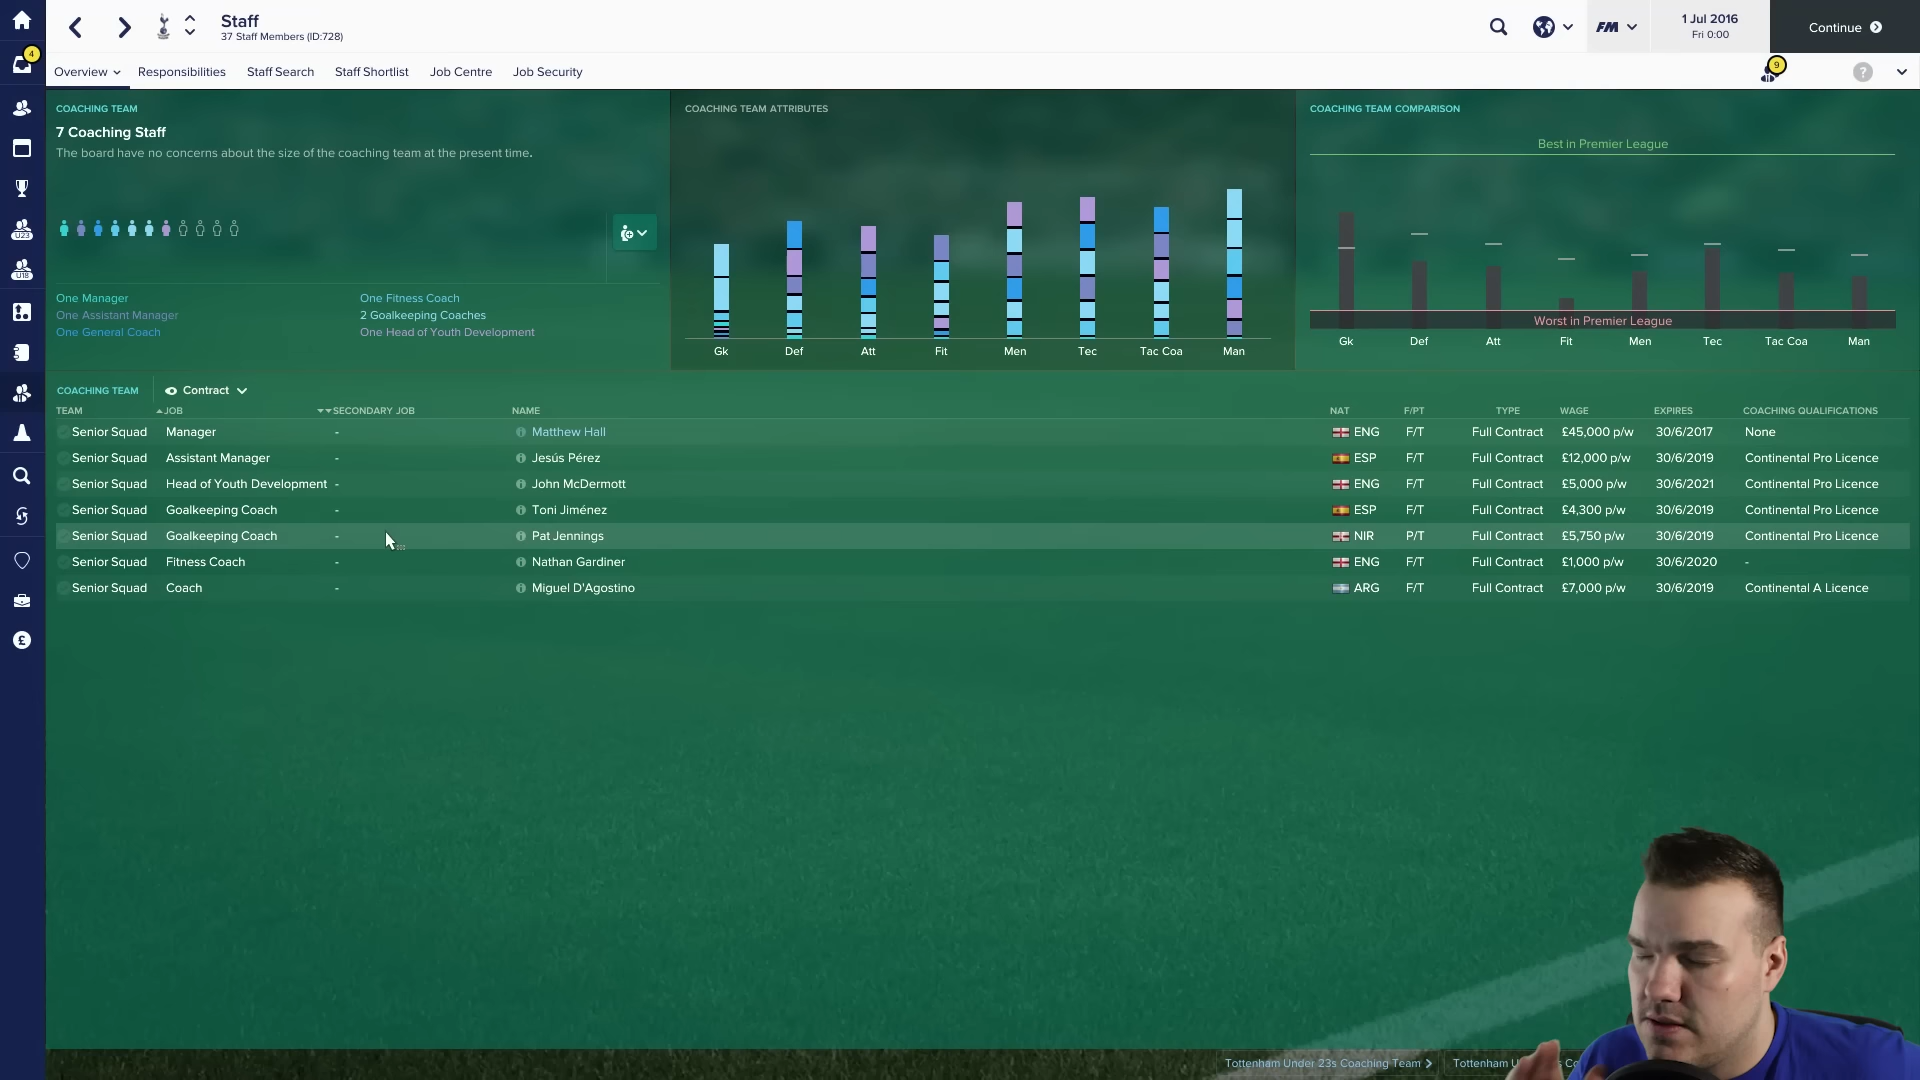 Staff
37 Staff Members (ID:728)
FM
1 Jul 2016
Fri 0:00
Continue
4
Overview Responsibilities Staff Search Staff Shortlist Job Centre Job Security
9
?
U23
U18
£
COACHING TEAM
7 Coaching Staff
The board have no concerns about the size of the coaching team at the present time.
One Manager One Fitness Coach
One Assistant Manager 2 Goalkeeping Coaches
One General Coach One Head of Youth Development
COACHING TEAM ATTRIBUTES
Gk Def Att Fit Men Tec Tac Coa Man
COACHING TEAM COMPARISON
Best in Premier League
Worst in Premier League
Gk Def Att Fit Men Tec Tac Coa Man
COACHING TEAM Contract
TEAM JOB SECONDARY JOB NAME NAT F/PT TYPE WAGE EXPIRES COACHING QUALIFICATIONS
Senior Squad Manager - Matthew Hall ENG F/T Full Contract £45,000 p/w 30/6/2017 None
Senior Squad Assistant Manager - Jesús Pérez ESP F/T Full Contract £12,000 p/w 30/6/2019 Continental Pro Licence
Senior Squad Head of Youth Development - John McDermott ENG F/T Full Contract £5,000 p/w 30/6/2021 Continental Pro Licence
Senior Squad Goalkeeping Coach - Toni Jiménez ESP F/T Full Contract £4,300 p/w 30/6/2019 Continental Pro Licence
Senior Squad Goalkeeping Coach - Pat Jennings NIR P/T Full Contract £5,750 p/w 30/6/2019 Continental Pro Licence
Senior Squad Fitness Coach - Nathan Gardiner ENG F/T Full Contract £1,000 p/w 30/6/2020 -
Senior Squad Coach - Miguel D'Agostino ARG F/T Full Contract £7,000 p/w 30/6/2019 Continental A Licence
Tottenham Under 23s Coaching Team
Tottenham